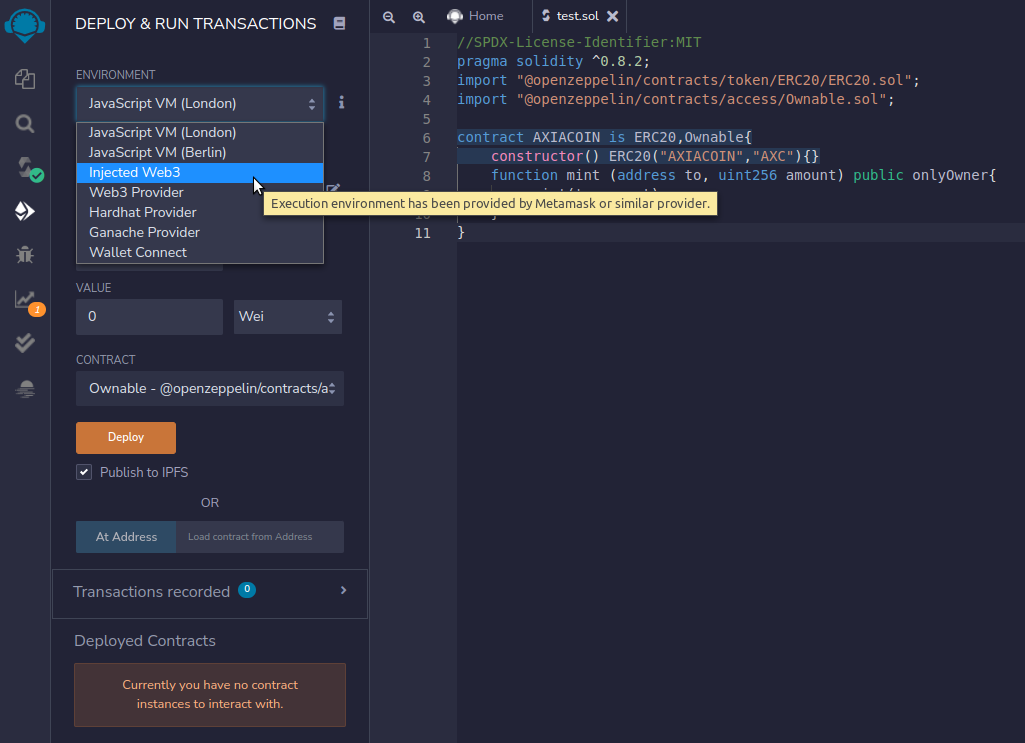 DEPLOY & RUN TRANSACTIONS
ENVIRONMENT
JavaScript VM (London)
JavaScript VM (London)
JavaScript VM (Berlin)
Injected Web3
Web3 Provider
Hardhat Provider
Ganache Provider
Wallet Connect
Execution environment has been provided by Metamask or similar provider.
VALUE
0
Wei
CONTRACT
Ownable - @openzeppelin/contracts/a
Deploy
Publish to IPFS
OR
At Address
Load contract from Address
Transactions recorded 0
Deployed Contracts
Currently you have no contract
instances to interact with.
1
Home
test.sol
1 //SPDX-License-Identifier:MIT
2 pragma solidity ^0.8.2;
3 import "@openzeppelin/contracts/token/ERC20/ERC20.sol";
4 import "@openzeppelin/contracts/access/Ownable.sol";
5
6 contract AXIACOIN is ERC20,Ownable{
7 constructor() ERC20("AXIACOIN","AXC"){}
8 function mint (address to, uint256 amount) public onlyOwner{
11 }